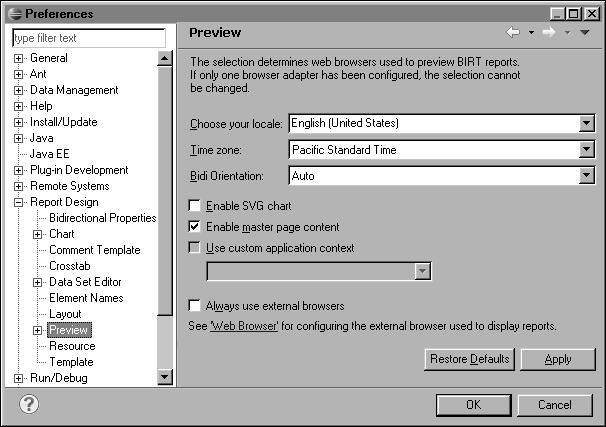 Preferences
type filter text
General
Ant
Data Management
Help
Install/Update
Java
Java EE
Plug-in Development
Remote Systems
Report Design
Bidirectional Properties
Chart
Comment Template
Crosstab
Data Set Editor
Element Names
Layout
Preview
Resource
Template
Run/Debug
Preview
The selection determines web browsers used to preview BIRT reports.
If only one browser adapter has been configured, the selection cannot
be changed.
Choose your locale: English (United States)
Time zone: Pacific Standard Time
Bidi Orientation: Auto
Enable SVG chart
Enable master page content
Use custom application context
Always use external browsers
See 'Web Browser' for configuring the external browser used to display reports.
Restore Defaults Apply
? OK Cancel